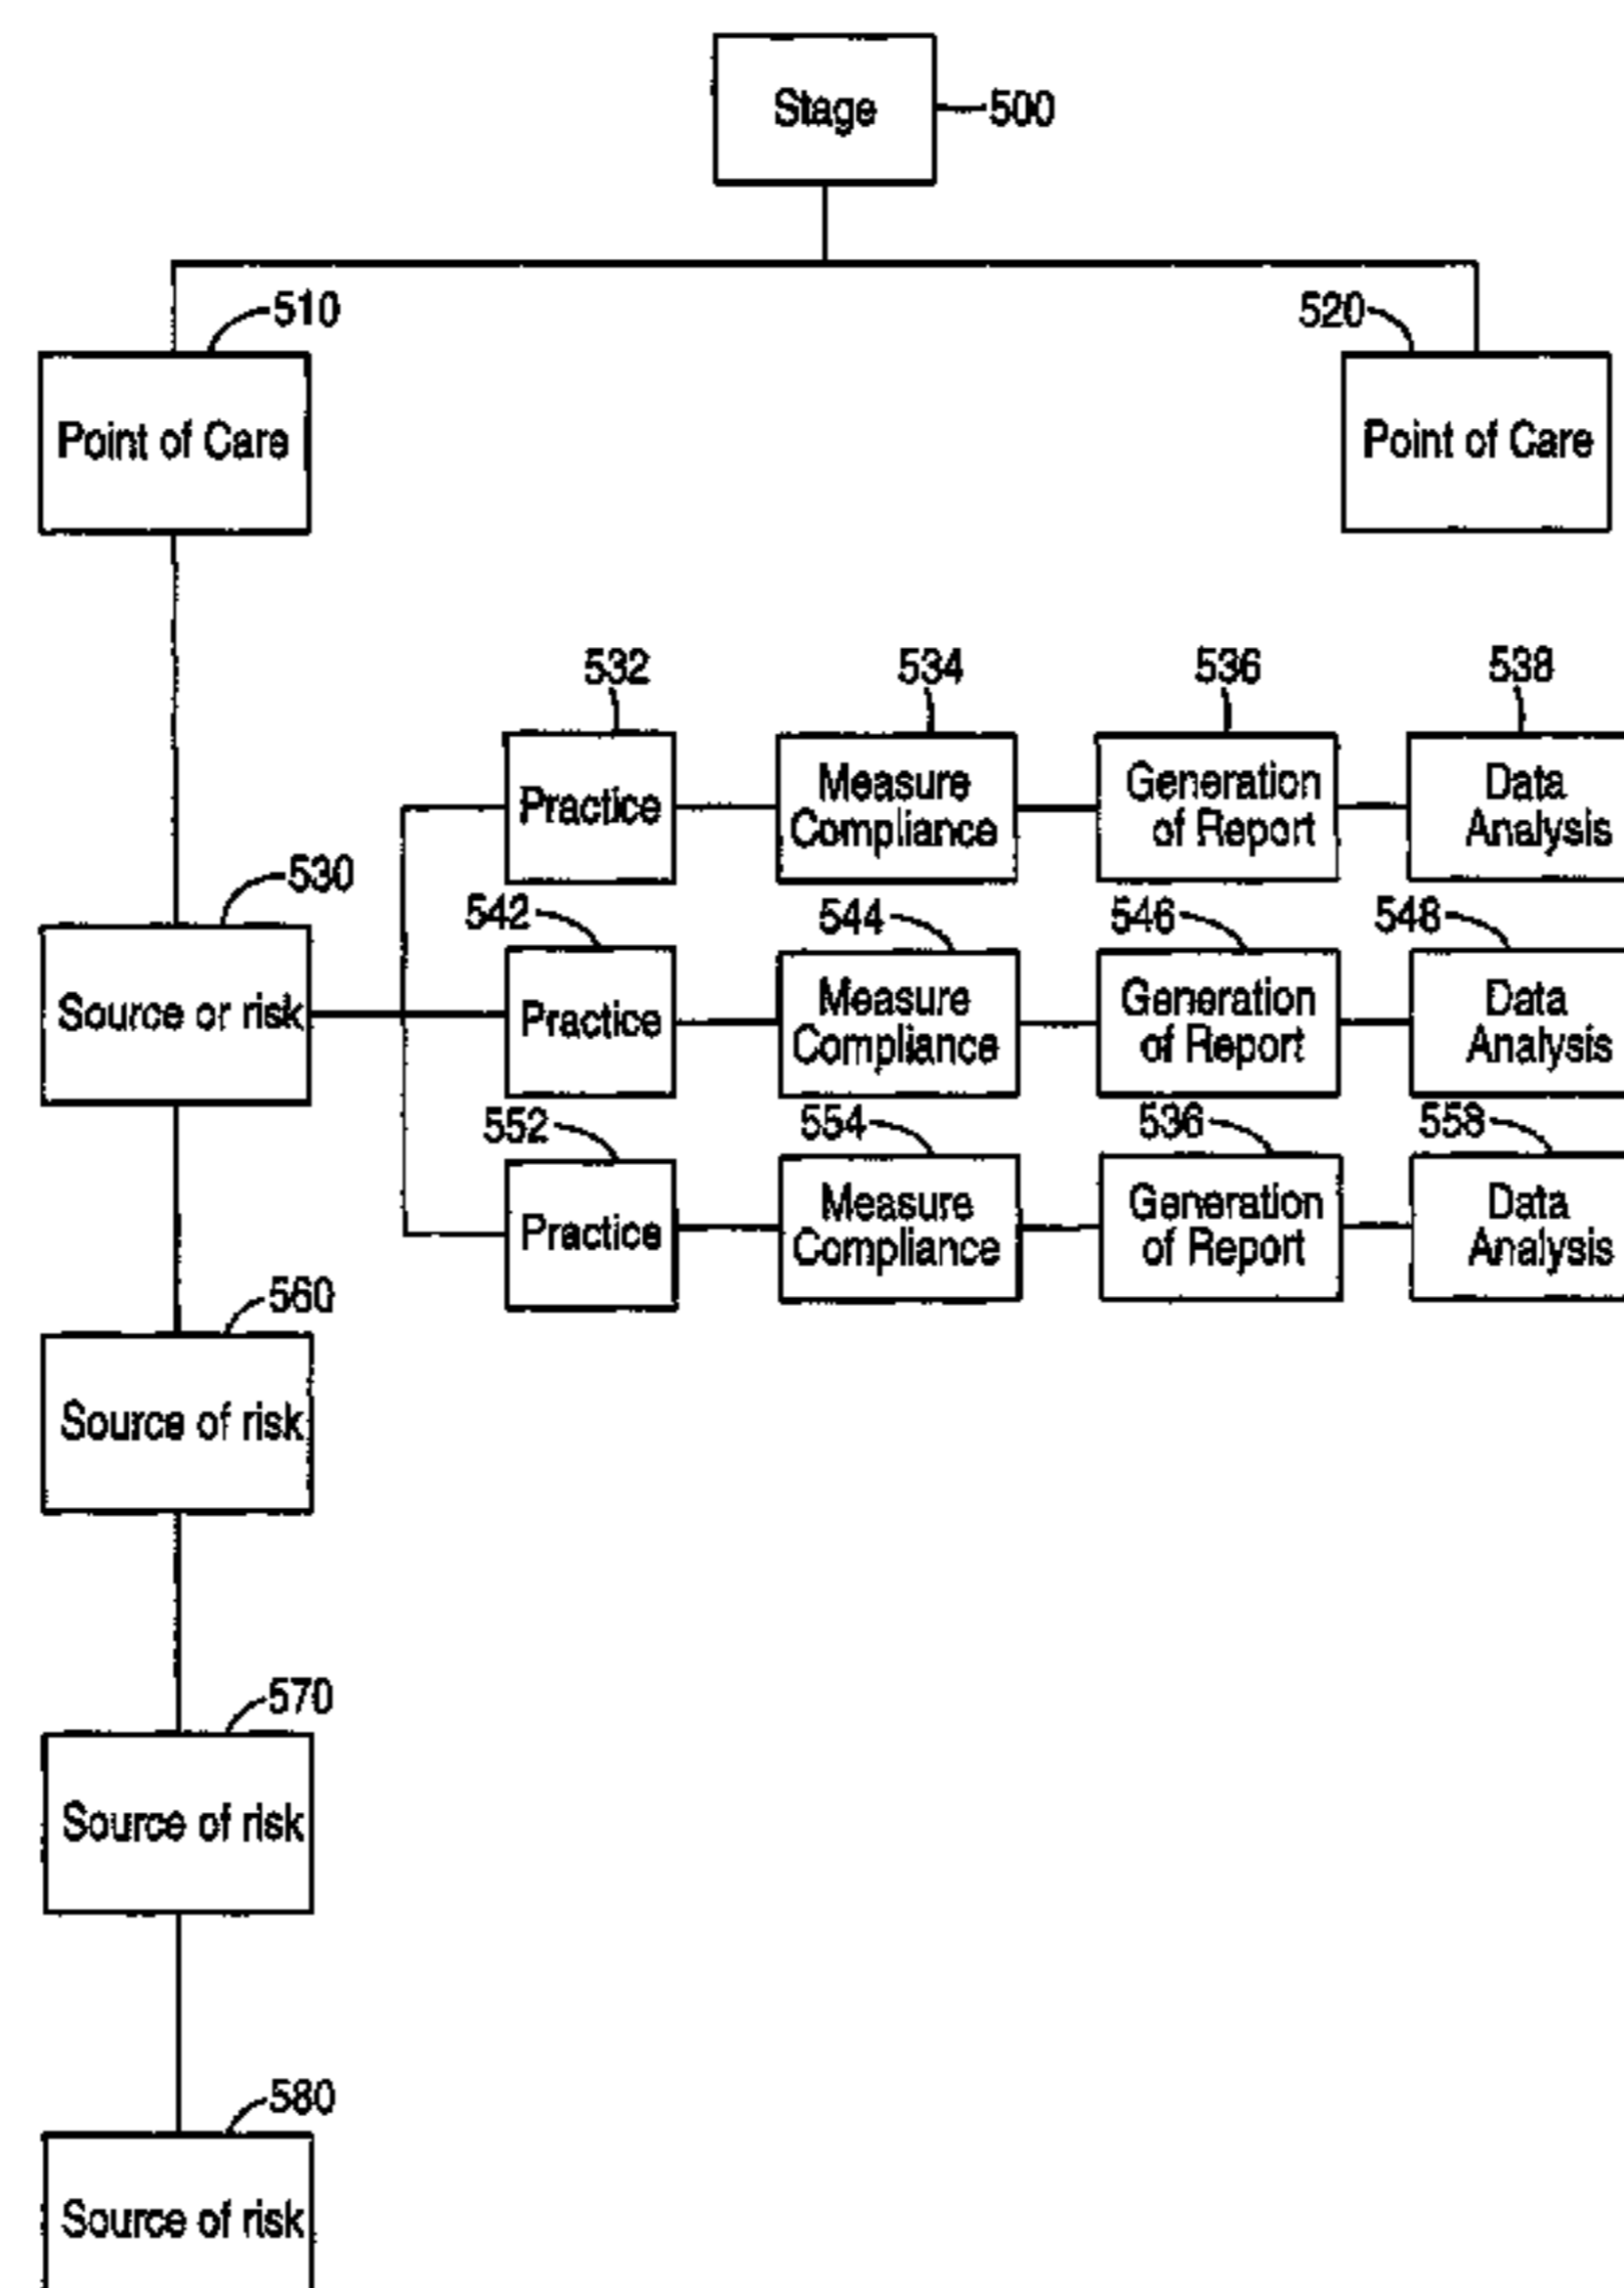 Stage
500
510
520
Point of Care
Point of Care
532
534
536
538
Practice
Measure
Compliance
Generation
of Report
Data
Analysis
530
542
544
546
548
Source or risk
Practice
Measure
Compliance
Generation
of Report
Data
Analysis
552
554
536
558
Practice
Measure
Compliance
Generation
of Report
Data
Analysis
560
Source of risk
570
Source of risk
580
Source of risk